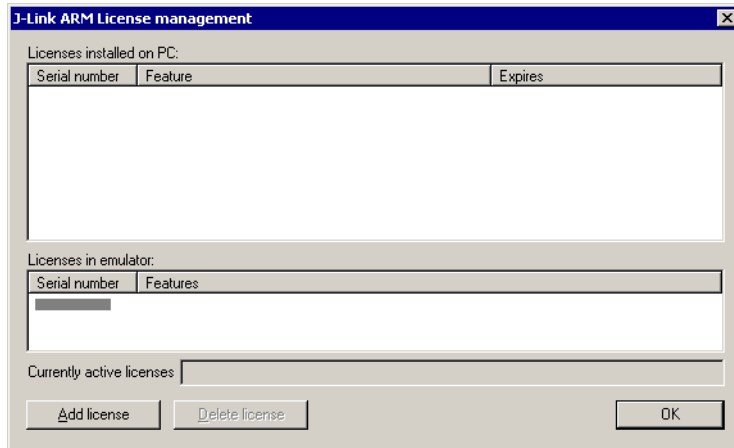 J-Link ARM License management
Licenses installed on PC:
Serial number Feature Expires
Licenses in emulator:
Serial number Features
Currently active licenses
Add license Delete license OK